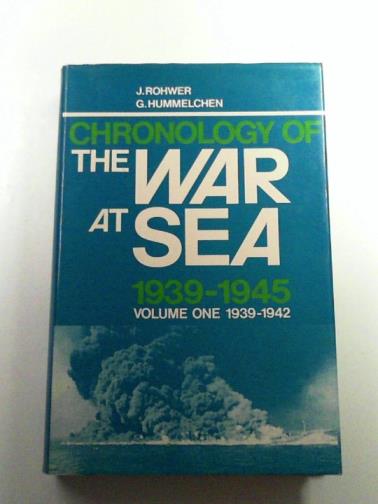 J. ROHWER
G. HUMMELCHEN
CHRONOLOGY OF
THE WAR
AT SEA
1939-1945
VOLUME ONE 1939-1942